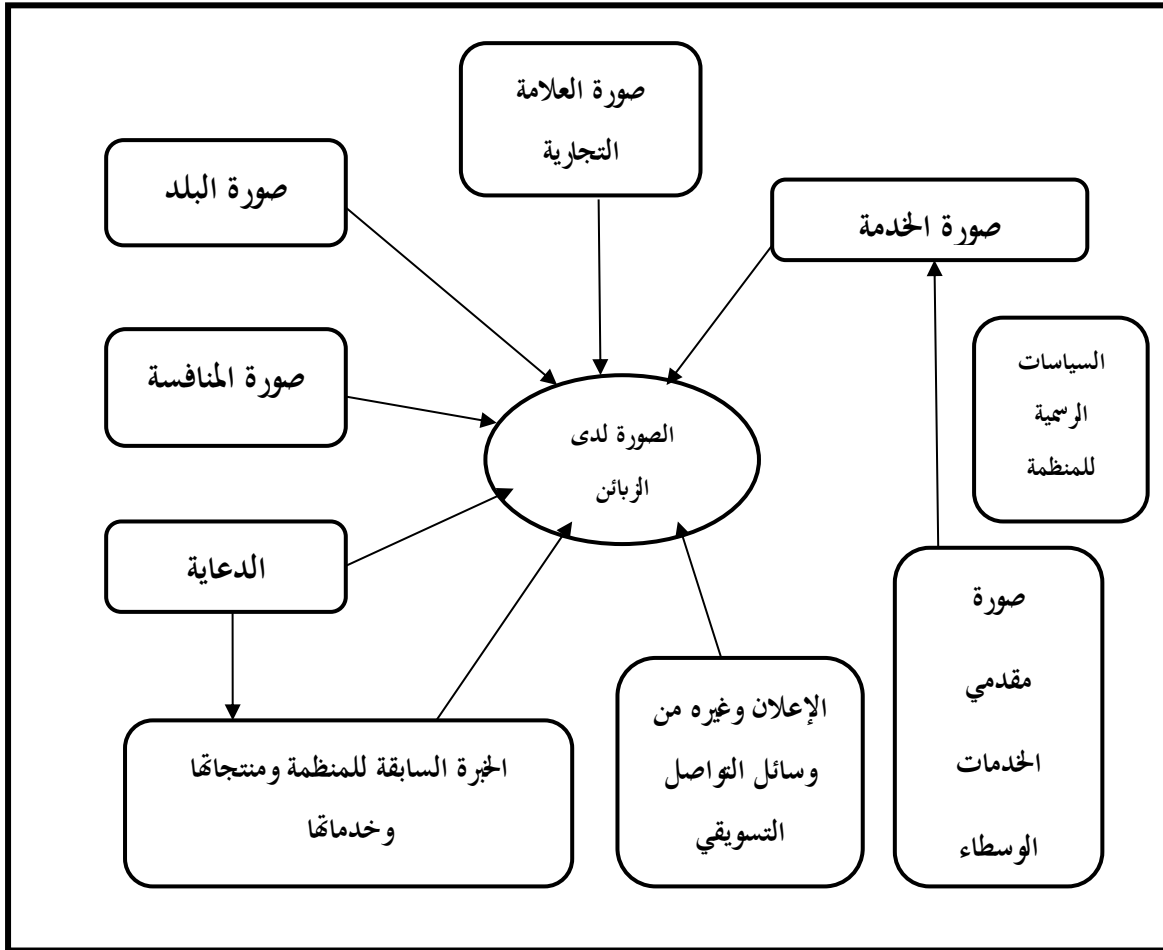 صورة العلامة
التجارية
صورة الخدمة
صورة البلد
السياسات
الرسمية
للمنظمة
صورة المنافسة
الصورة لدى
الزبائن
الدعاية
صورة
مقدمي
الخدمات
الوسطاء
الإعلان وغيره من
وسائل التواصل
التسويقي
الخبرة السابقة للمنظمة ومنتجاتها
وخدماتها